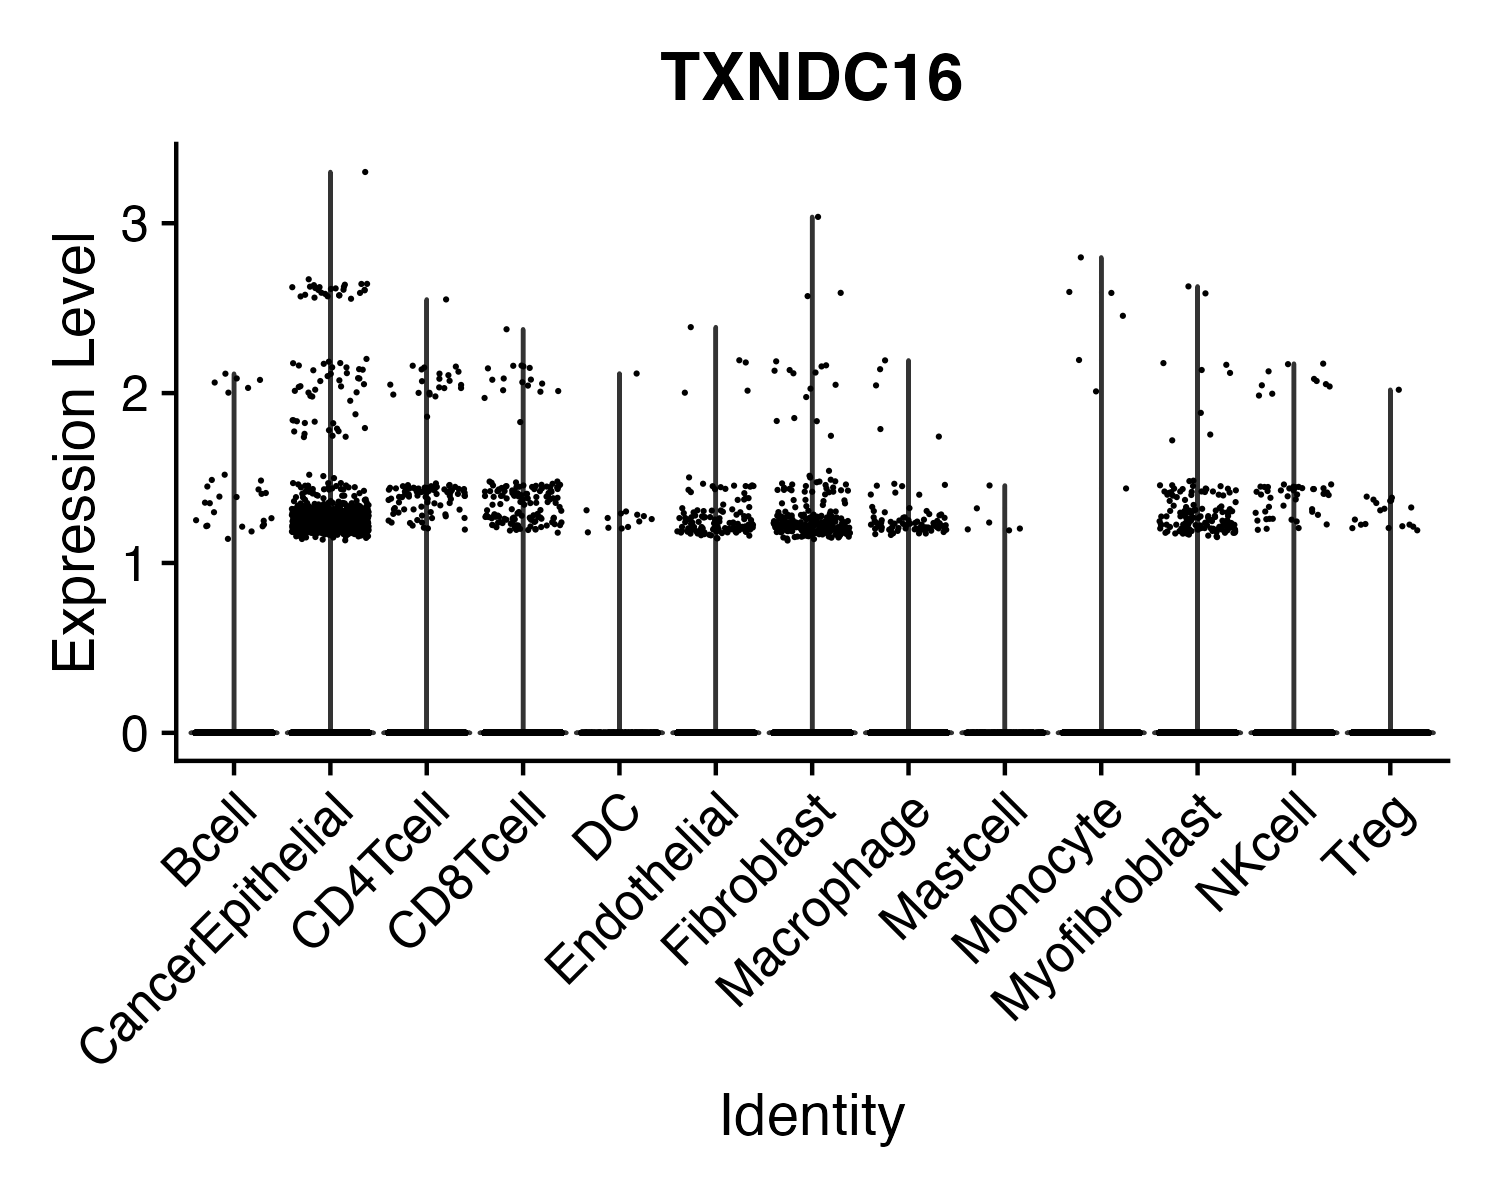 TXNDC16
Expression Level
3
2
1
0
Bcell
CancerEpithelial
CD4Tcell
CD8Tcell
DC
Endothelial
Fibroblast
Macrophage
Mastcell
Monocyte
Myofibroblast
NKcell
Treg
Identity